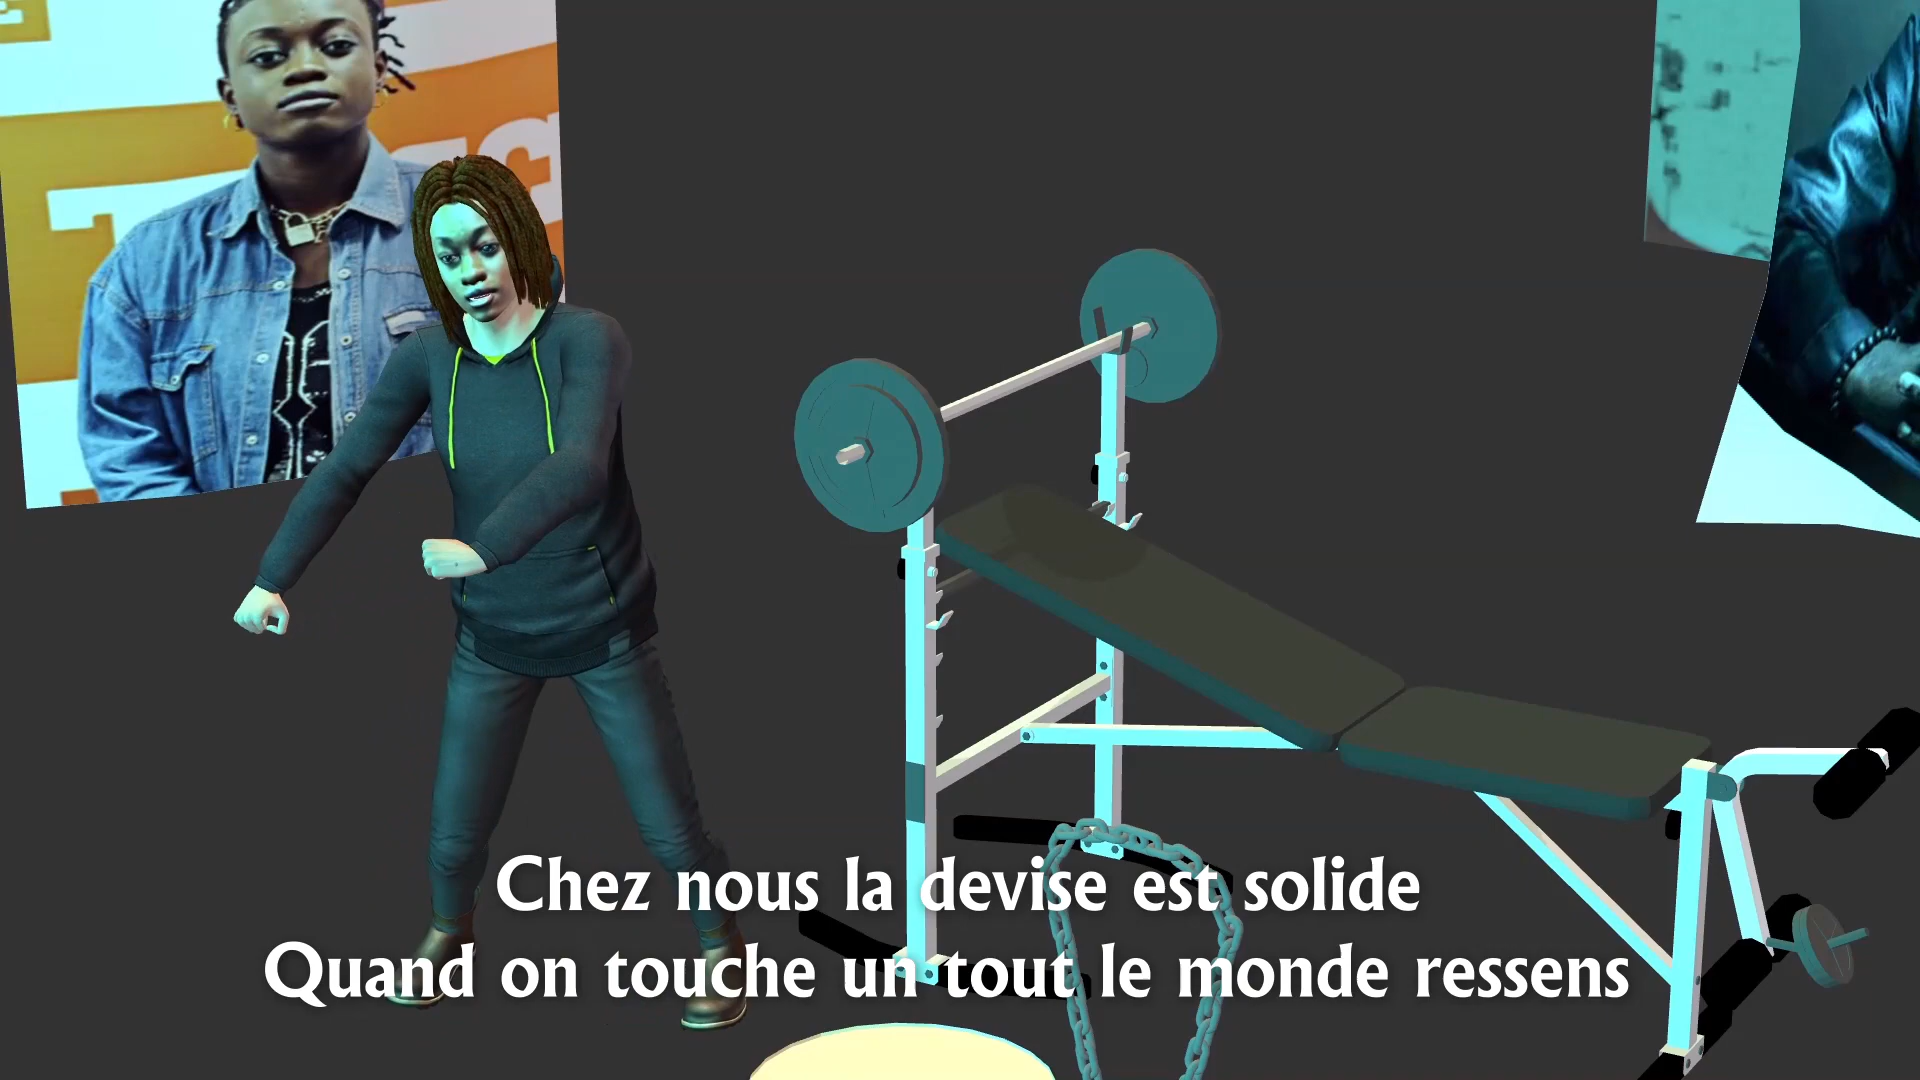 Chez nous la devise est solide
Quand on touche un tout le monde ressens